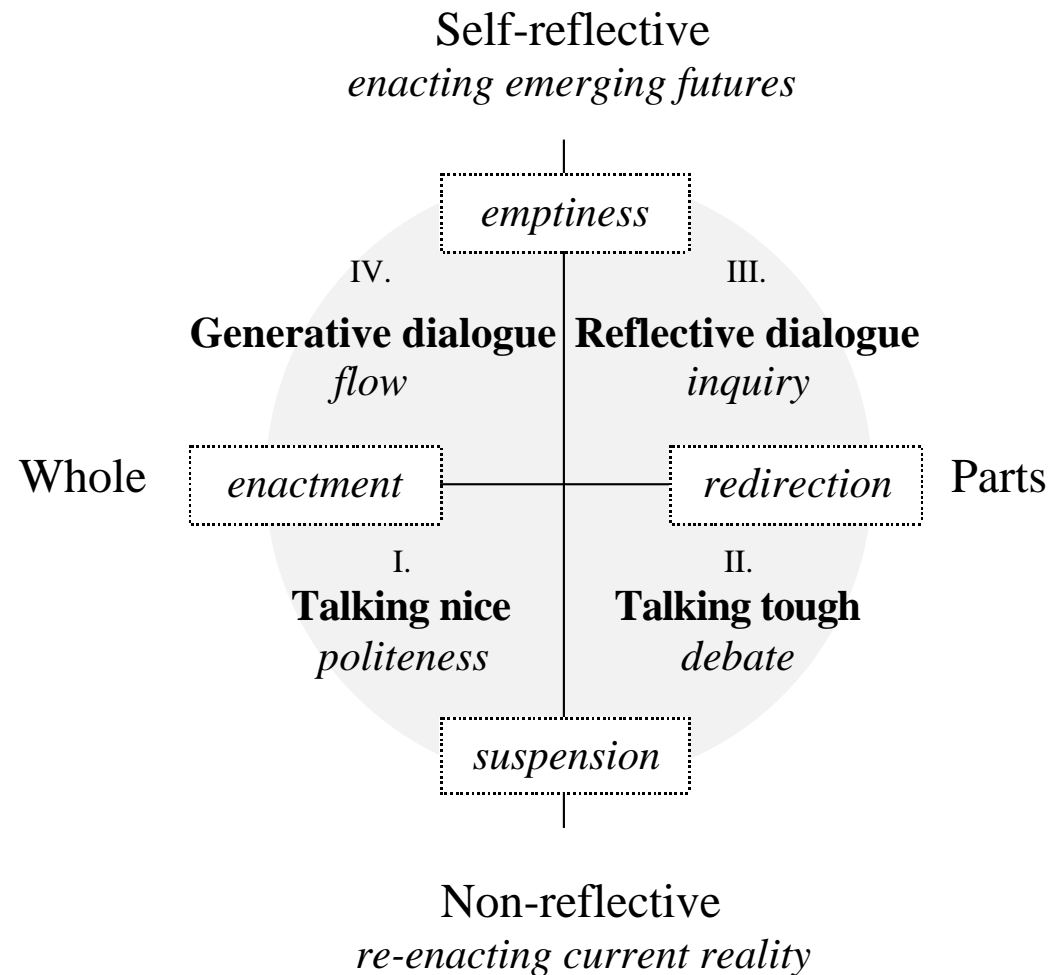 Self-reflective
enacting emerging futures
emptiness
IV.
Generative dialogue
flow
III.
Reflective dialogue
inquiry
Whole
enactment
redirection
Parts
I.
Talking nice
politeness
II.
Talking tough
debate
suspension
Non-reflective
re-enacting current reality